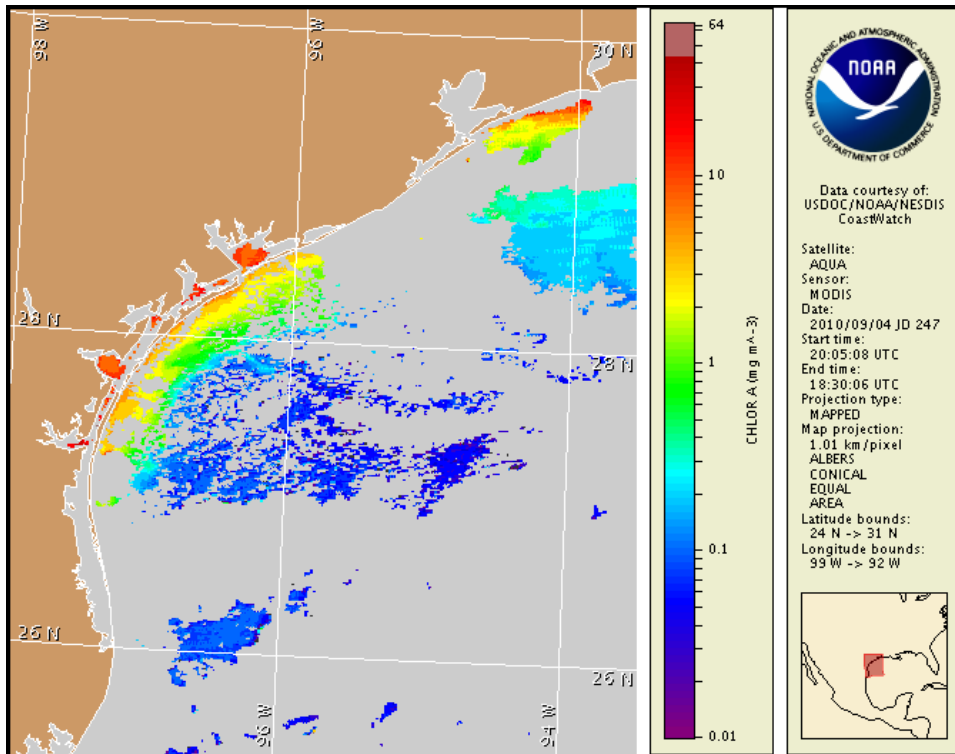 98 W
96 W
30 N
28 N
28 N
26 N
26 N
96 W
94 W
64
10
1
0.1
0.01
CHLOR A (mg m^-3)
NATIONAL OCEANIC AND ATMOSPHERIC ADMINISTRATION
NOAA
U.S. DEPARTMENT OF COMMERCE
Data courtesy of:
USDOC/NOAA/NESDIS
CoastWatch
Satellite:
AQUA
Sensor:
MODIS
Date:
2010/09/04 JD 247
Start time:
20:05:08 UTC
End time:
18:30:06 UTC
Projection type:
MAPPED
Map projection:
1.01 km/pixel
ALBERS
CONICAL
EQUAL
AREA
Latitude bounds:
24 N -> 31 N
Longitude bounds:
99 W -> 92 W